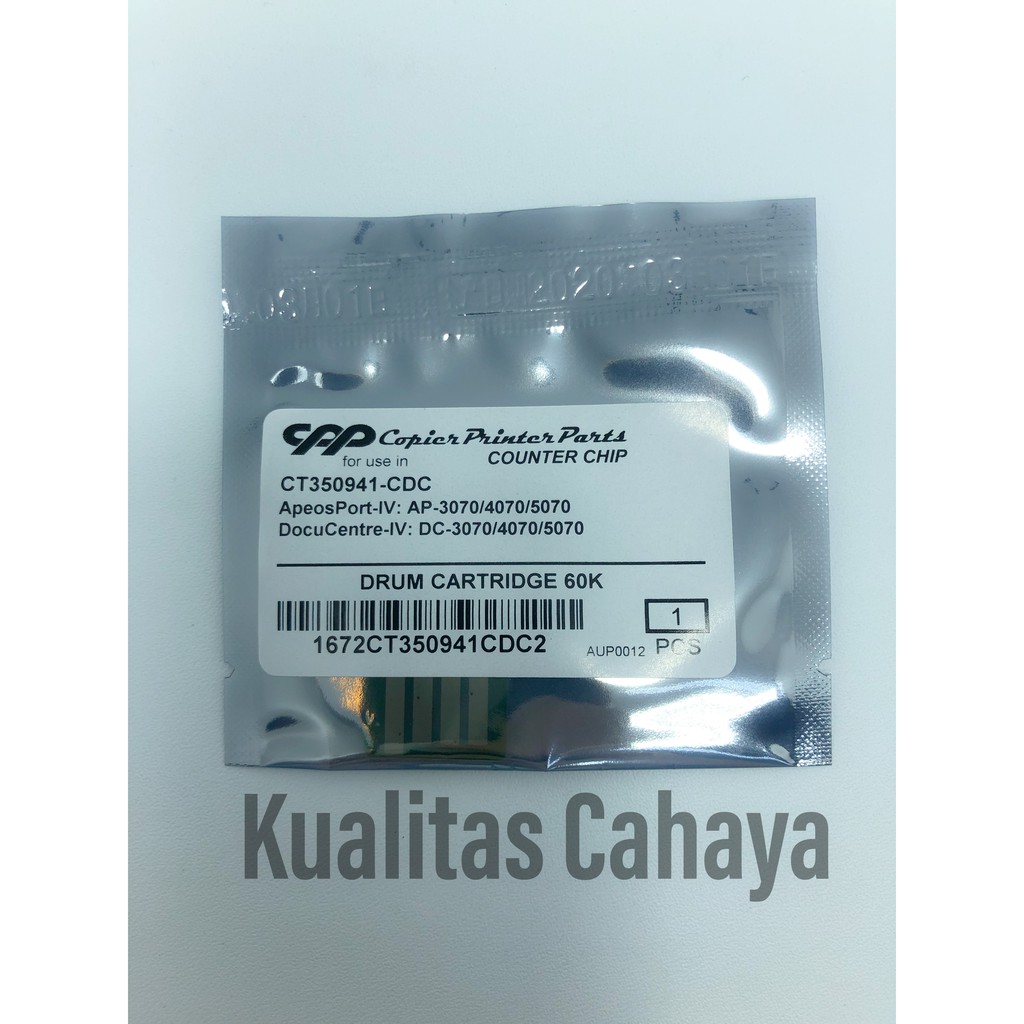 CPP Copier Printer Parts
for use in COUNTER CHIP
CT350941-CDC
ApeosPort-IV: AP-3070/4070/5070
DocuCentre-IV: DC-3070/4070/5070
DRUM CARTRIDGE 60K
1
1672CT350941CDC2
AUP0012 PCS
Kualitas Cahaya